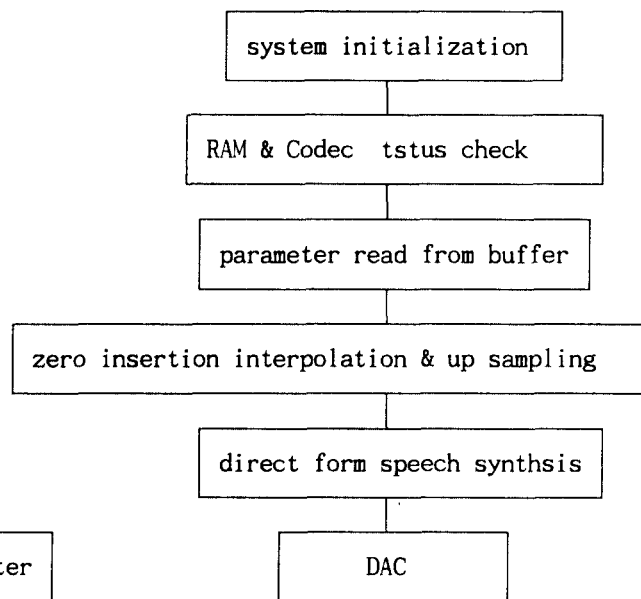 system initialization
RAM & Codec tstus check
parameter read from buffer
zero insertion interpolation & up sampling
direct form speech synthsis
ter
DAC